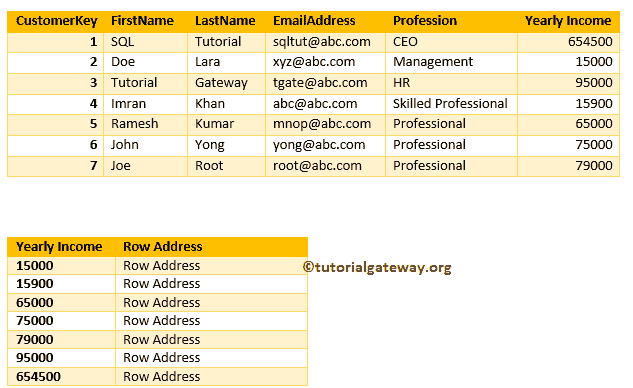 CustomerKey FirstName LastName EmailAddress Profession Yearly Income
1 SQL Tutorial sqltut@abc.com CEO 654500
2 Doe Lara xyz@abc.com Management 15000
3 Tutorial Gateway tgate@abc.com HR 95000
4 Imran Khan abc@abc.com Skilled Professional 15900
5 Ramesh Kumar mnop@abc.com Professional 65000
6 John Yong yong@abc.com Professional 75000
7 Joe Root root@abc.com Professional 79000
Yearly Income Row Address
15000 Row Address
©tutorialgateway.org
15900 Row Address
65000 Row Address
75000 Row Address
79000 Row Address
95000 Row Address
654500 Row Address